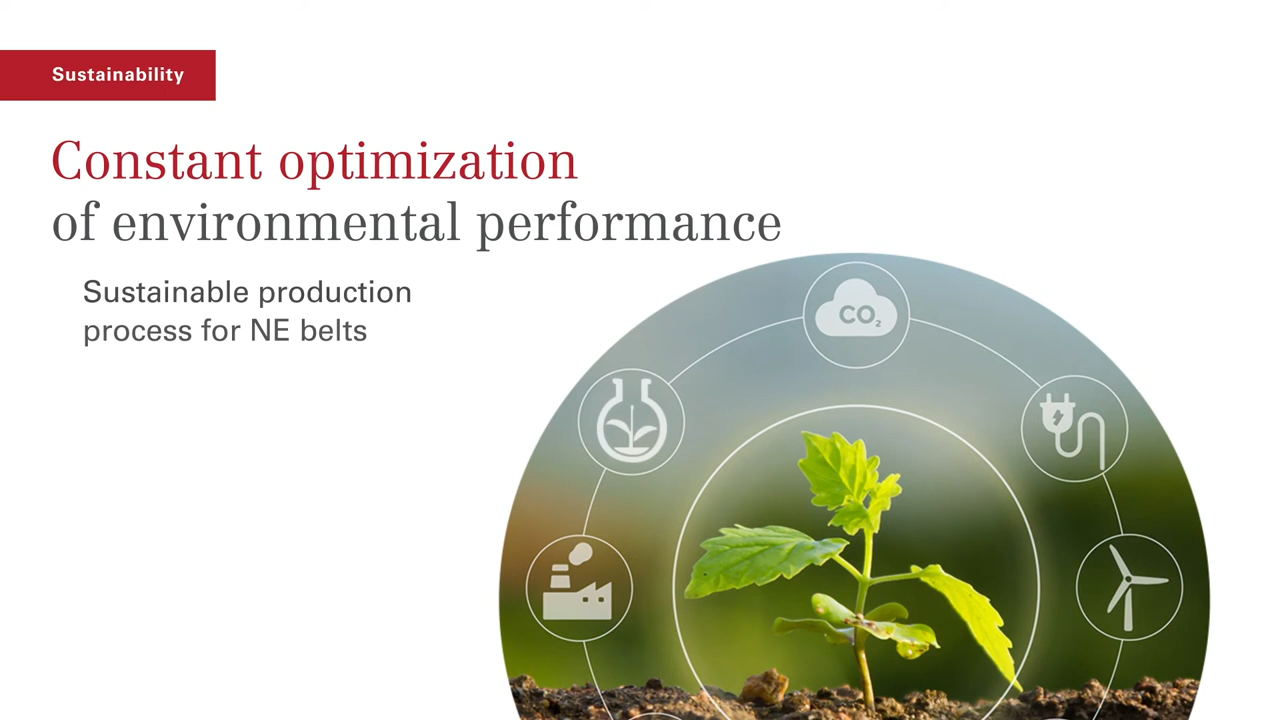 Sustainability
Constant optimization
of environmental performance
Sustainable production
process for NE belts
CO₂